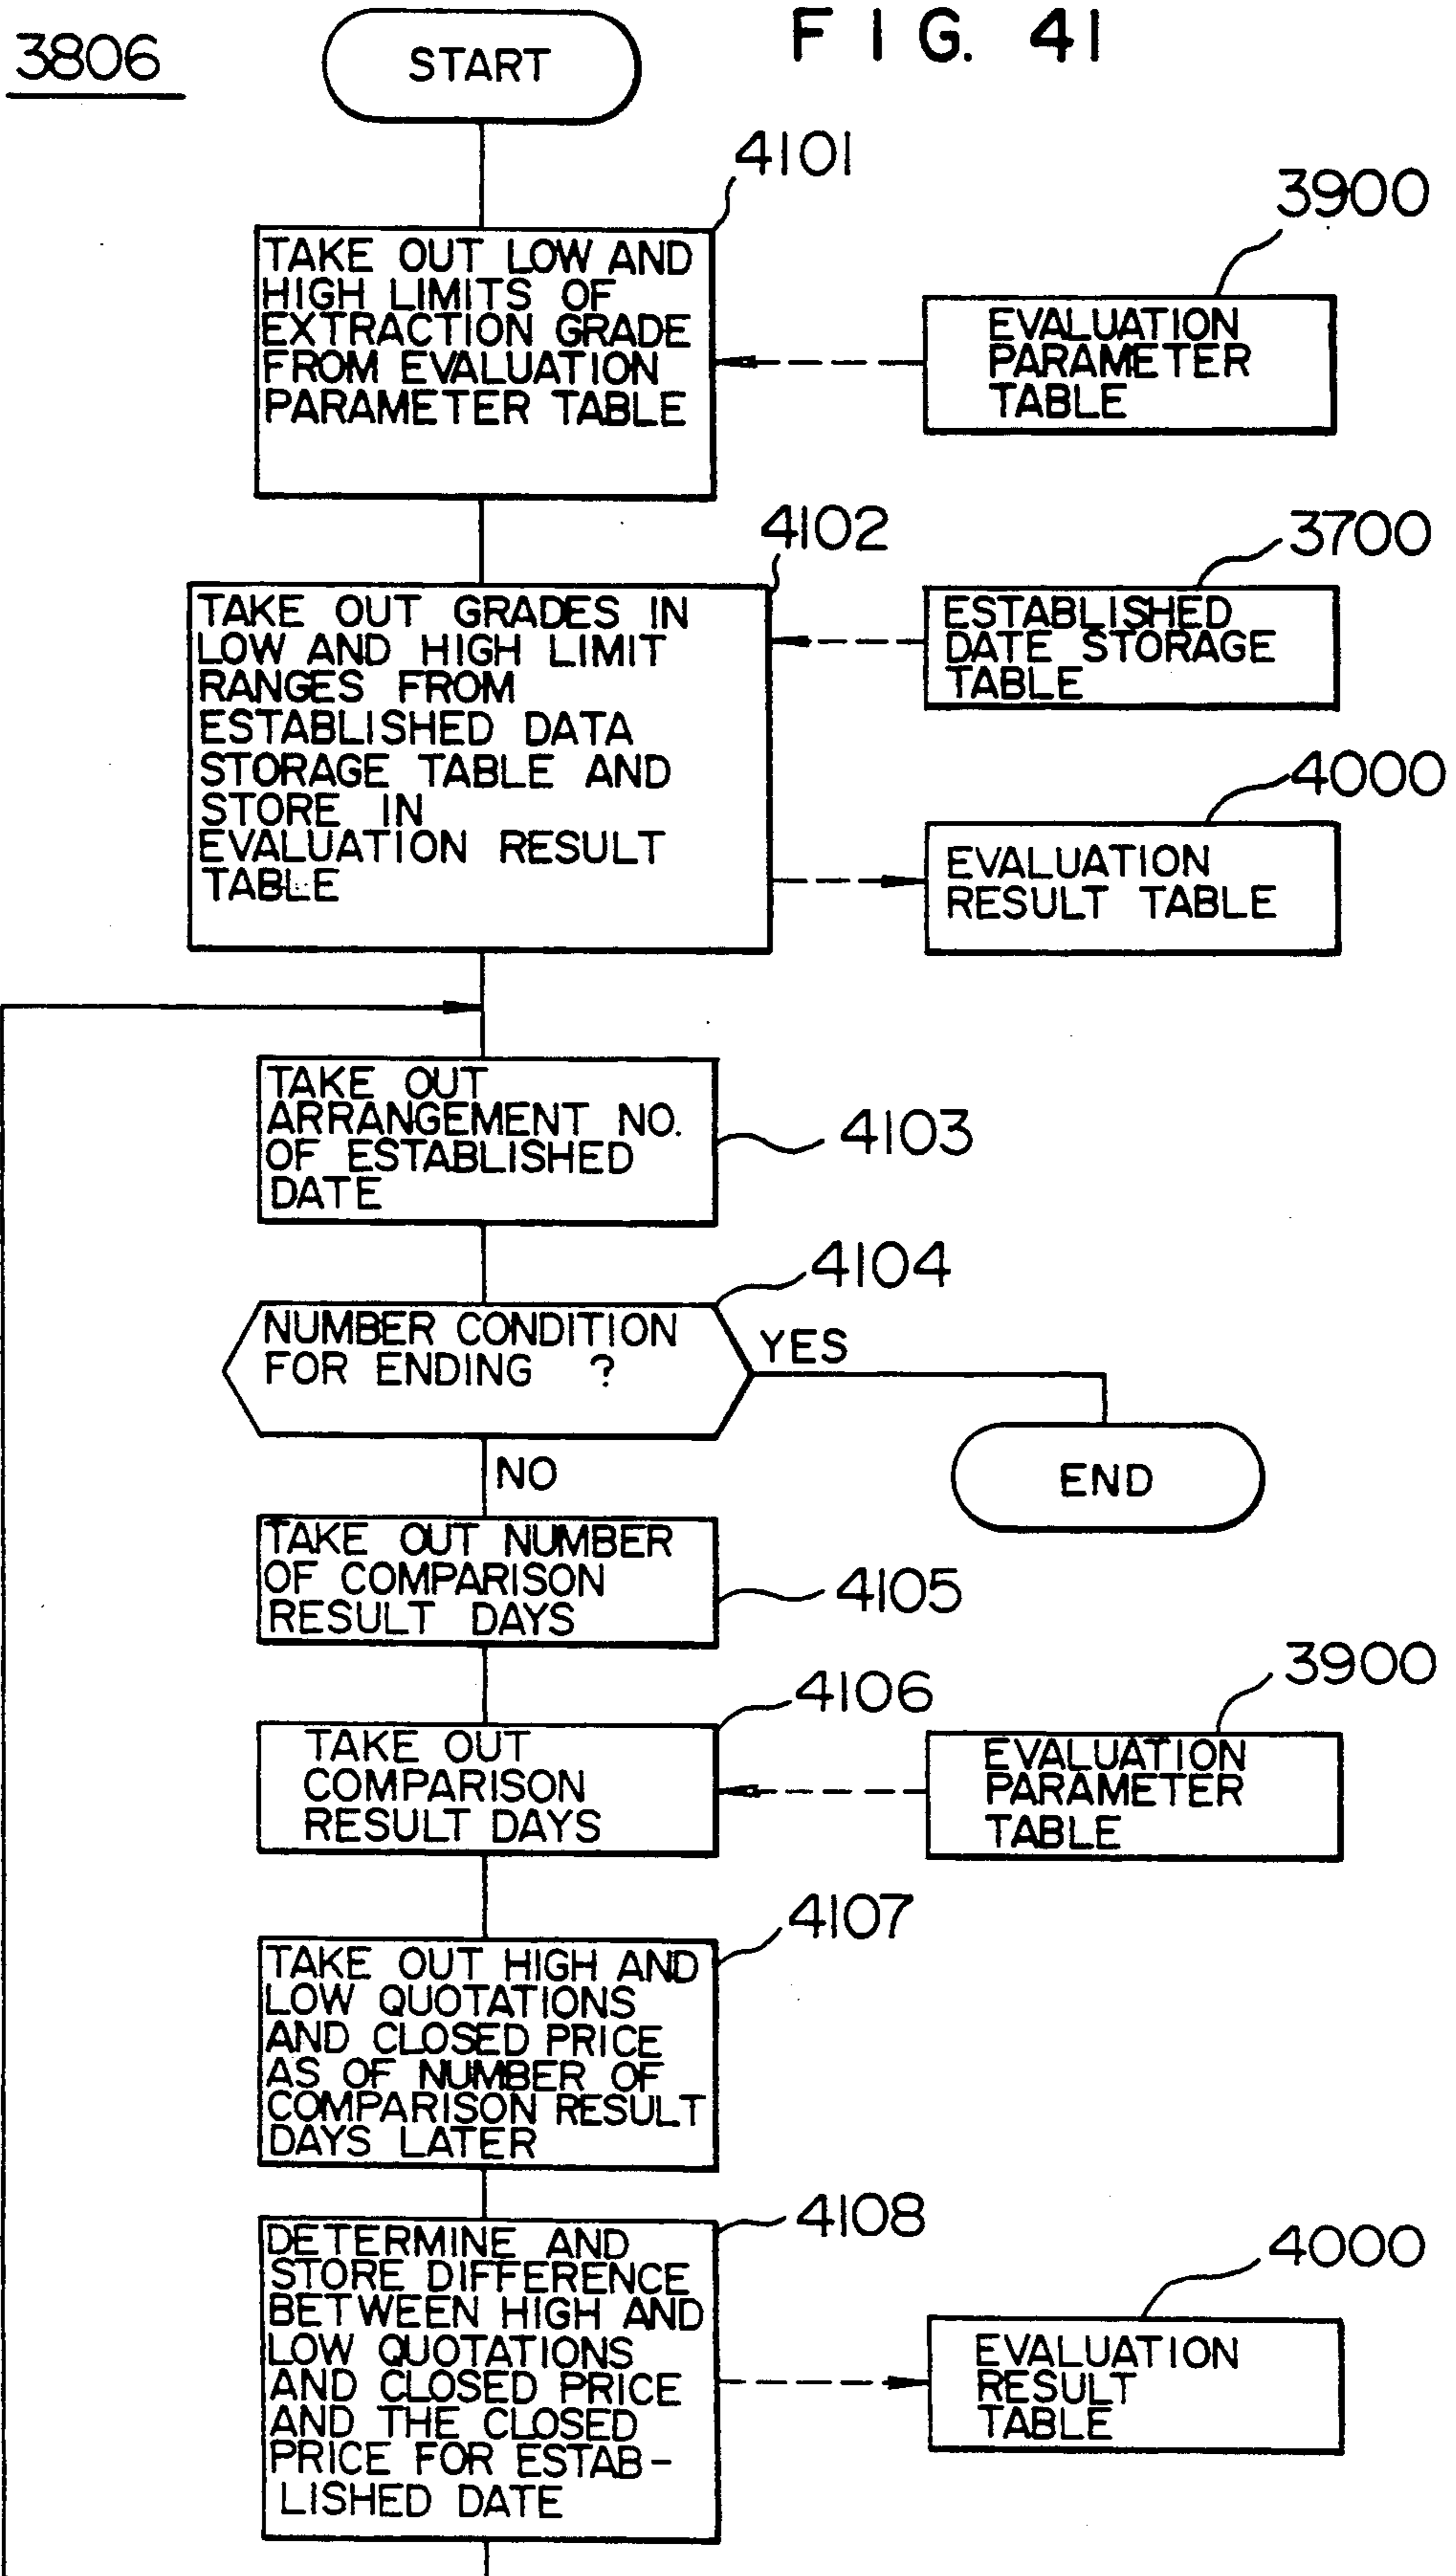 3806
START
FIG. 41
4101
TAKE OUT LOW AND
HIGH LIMITS OF
EXTRACTION GRADE
FROM EVALUATION
PARAMETER TABLE
3900
EVALUATION
PARAMETER
TABLE
4102
TAKE OUT GRADES IN
LOW AND HIGH LIMIT
RANGES FROM
ESTABLISHED DATA
STORAGE TABLE AND
STORE IN
EVALUATION RESULT
TABLE
3700
ESTABLISHED
DATE STORAGE
TABLE
4000
EVALUATION
RESULT TABLE
TAKE OUT
ARRANGEMENT NO.
OF ESTABLISHED
DATE
4103
4104
NUMBER CONDITION
FOR ENDING ?
YES
END
NO
TAKE OUT NUMBER
OF COMPARISON
RESULT DAYS
4105
4106
TAKE OUT
COMPARISON
RESULT DAYS
3900
EVALUATION
PARAMETER
TABLE
4107
TAKE OUT HIGH AND
LOW QUOTATIONS
AND CLOSED PRICE
AS OF NUMBER OF
COMPARISON RESULT
DAYS LATER
4108
DETERMINE AND
STORE DIFFERENCE
BETWEEN HIGH AND
LOW QUOTATIONS
AND CLOSED PRICE
AND THE CLOSED
PRICE FOR ESTAB-
LISHED DATE
4000
EVALUATION
RESULT
TABLE